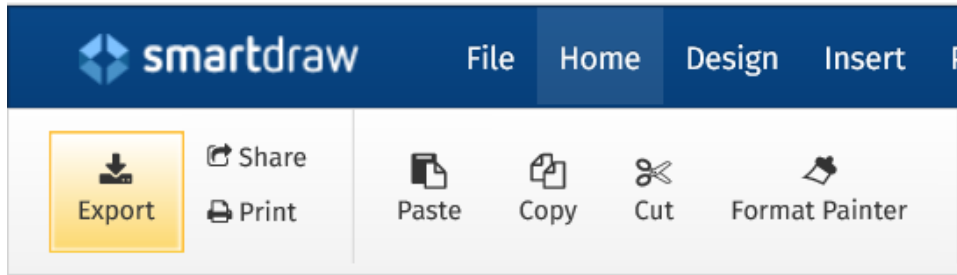 smartdraw File Home Design Insert
Share
Export Print Paste Copy Cut Format Painter